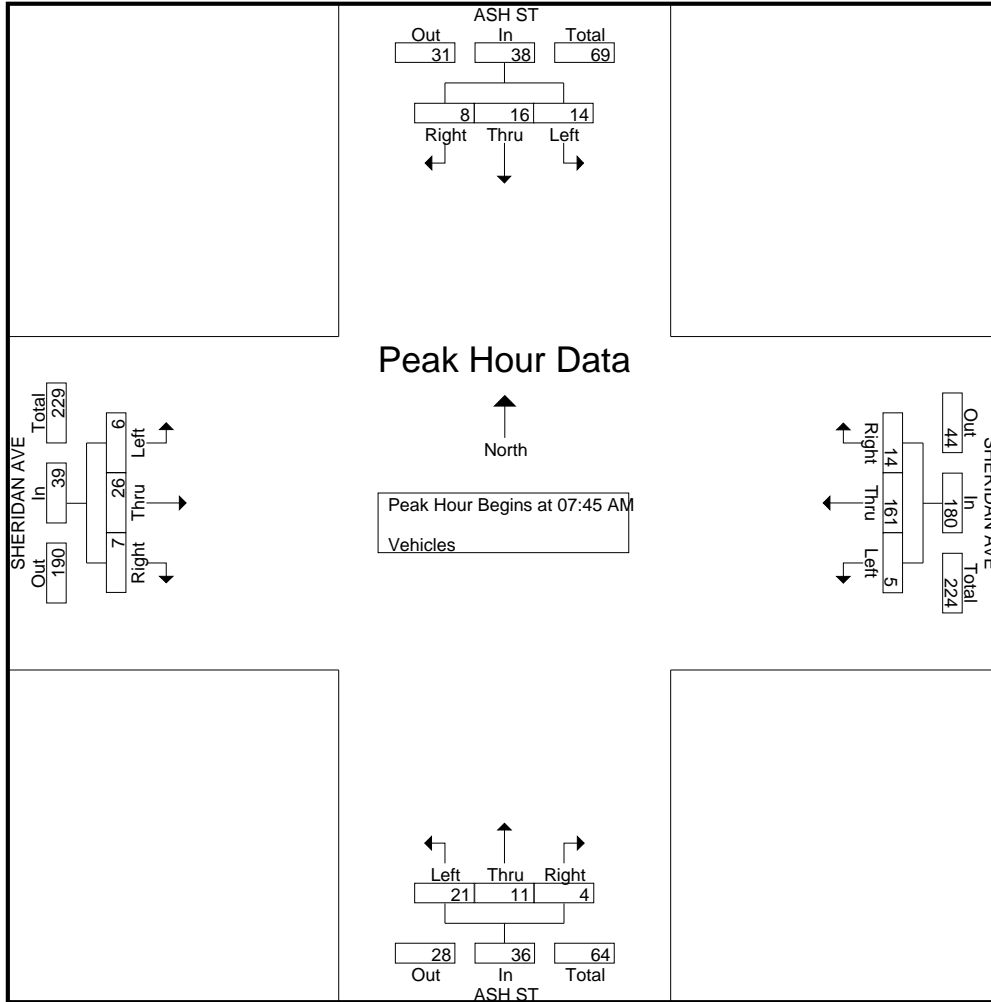 ASH ST
Out In Total
31 38 69
8 16 14
Right Thru Left
Peak Hour Data
North
Peak Hour Begins at 07:45 AM
Vehicles
SHERIDAN AVE
Out In Total
190 39 229
7 26 6
Right Thru Left
SHERIDAN AVE
Out In Total
44 180 224
14 161 5
Right Thru Left
Left Thru Right
21 11 4
28 36 64
Out In Total
ASH ST